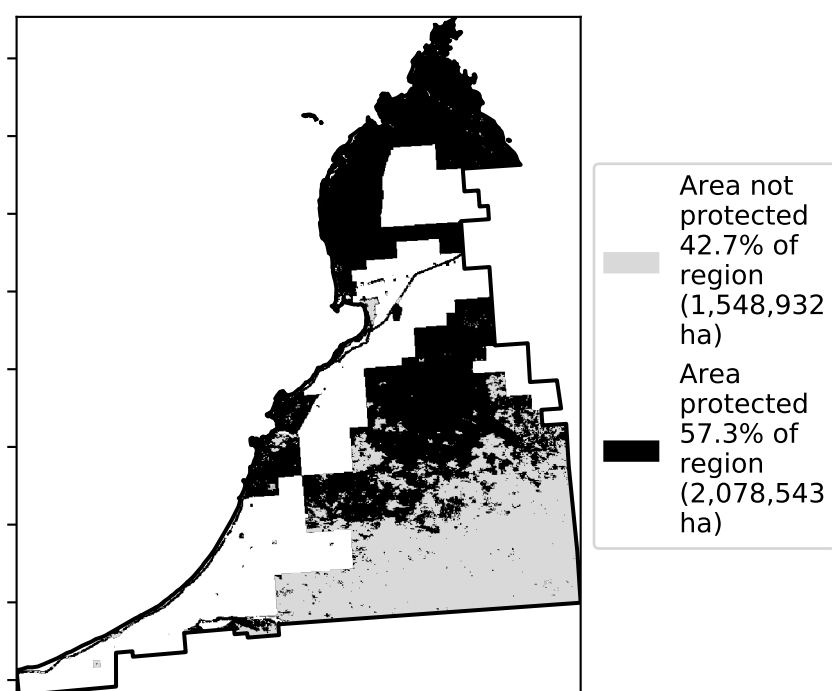 Area not
protected
42.7% of
region
(1,548,932
ha)
Area
protected
57.3% of
region
(2,078,543
ha)